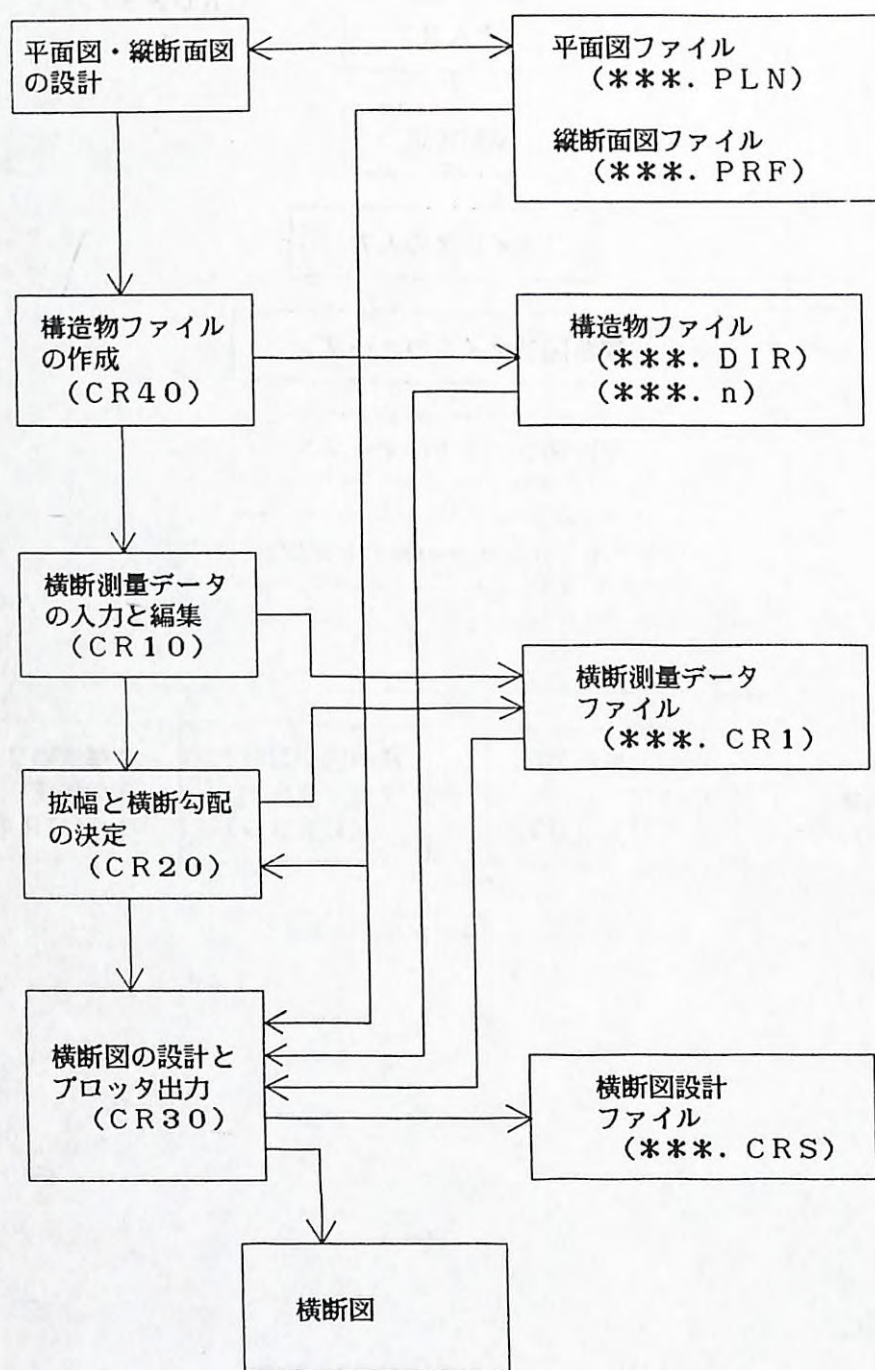 平面図・縦断面図
の設計
平面図ファイル
(***.PLN)
縦断面図ファイル
(***.PRF)
構造物ファイル
の作成
(CR40)
構造物ファイル
(***.DIR)
(***.n)
横断測量データ
の入力と編集
(CR10)
横断測量データ
ファイル
(***.CR1)
拡幅と横断勾配
の決定
(CR20)
横断図の設計と
プロッタ出力
(CR30)
横断図設計
ファイル
(***.CRS)
横断図